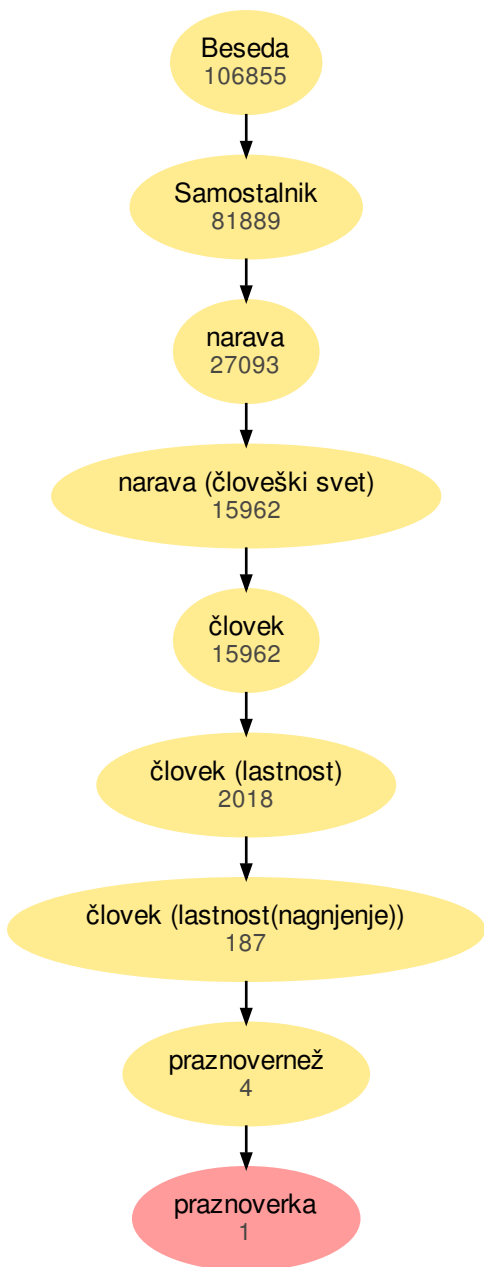 Beseda
106855
Samostalnik
81889
narava
27093
narava (človeški svet)
15962
človek
15962
človek (lastnost)
2018
človek (lastnost(nagnjenje))
187
praznovernež
4
praznoverka
1